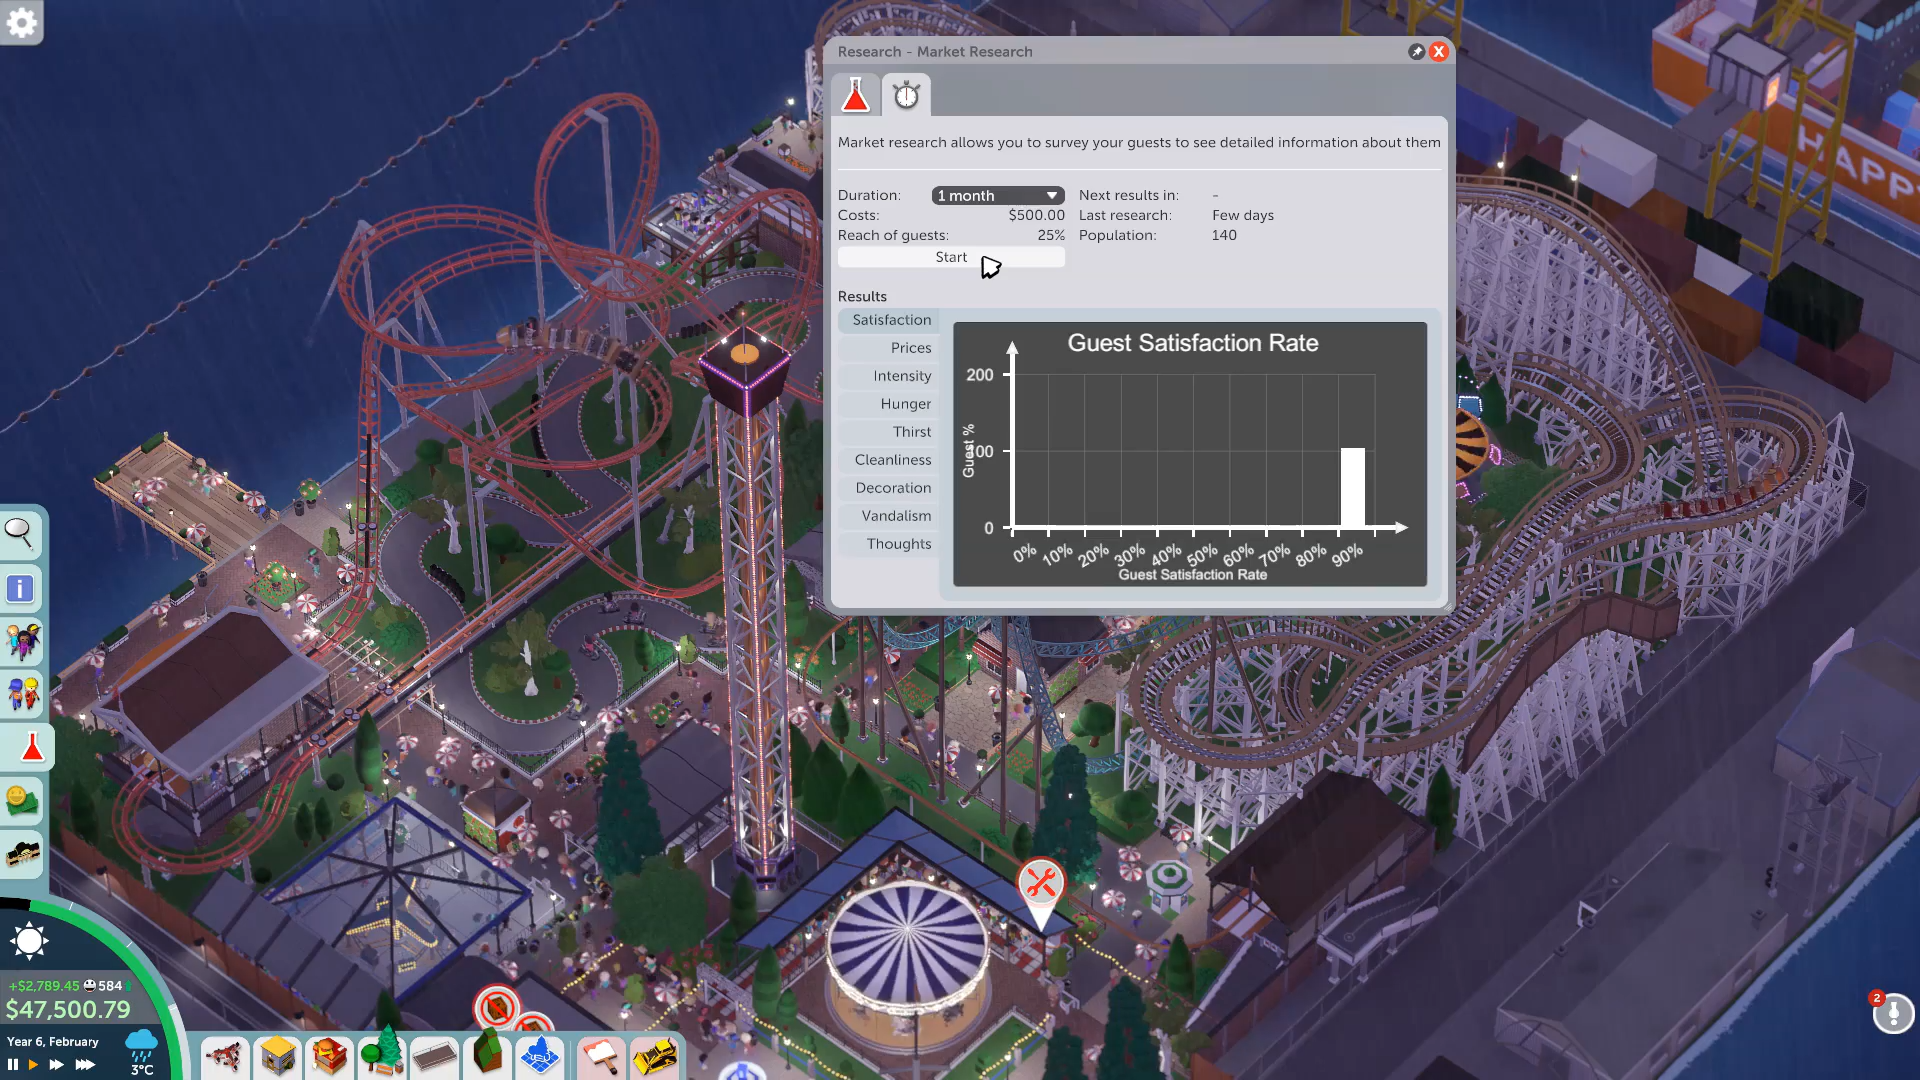 Research - Market Research
Market research allows you to survey your guests to see detailed information about them
Duration: 1 month Next results in: -
Costs: $500.00 Last research: Few days
Reach of guests: 25% Population: 140
Start
Results
Satisfaction
Prices
Intensity
Hunger
Thirst
Cleanliness
Decoration
Vandalism
Thoughts
Guest Satisfaction Rate
200
100
0
Guest %
0% 10% 20% 30% 40% 50% 60% 70% 80% 90%
Guest Satisfaction Rate
HAPP
i
+$2,789.45 584
$47,500.79
Year 6, February
3°C
2